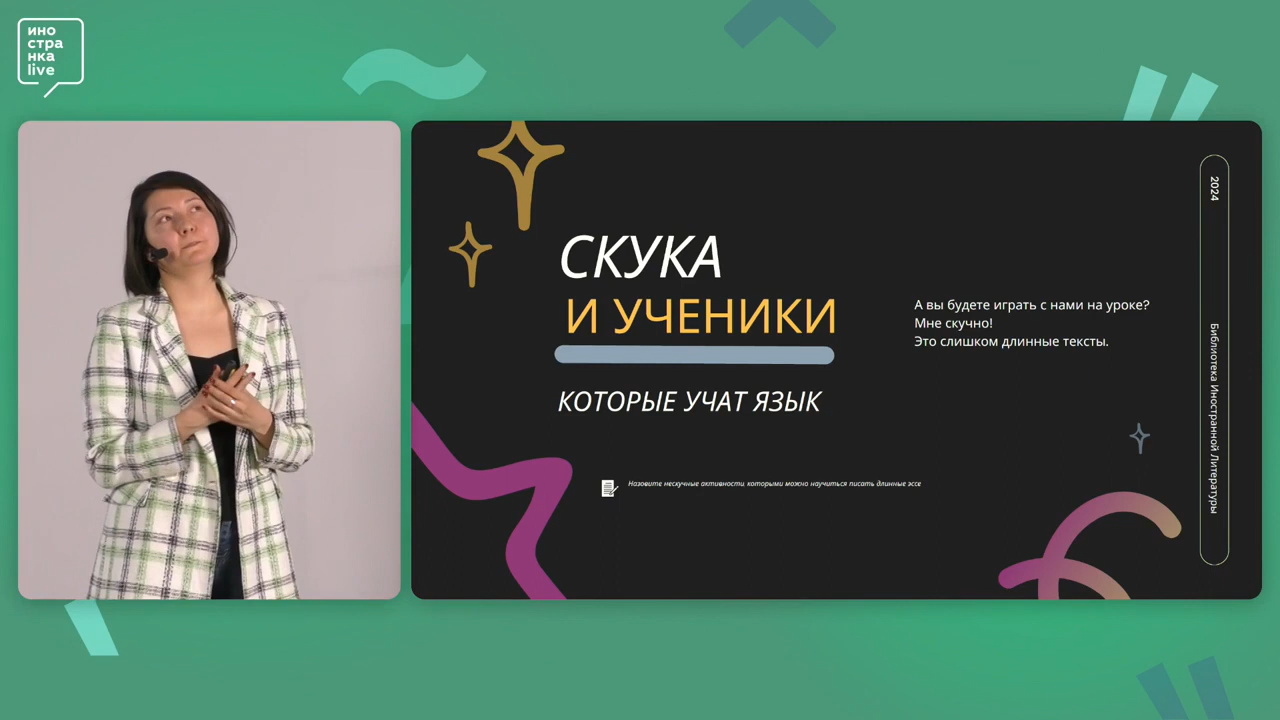 ино
стра
нка
live
СКУКА
И УЧЕНИКИ
КОТОРЫЕ УЧАТ ЯЗЫК
А вы будете играть с нами на уроке?
Мне скучно!
Это слишком длинные тексты.
Назовите нескучные активности, которыми можно научиться писать длинные эссе
2024
Библиотека Иностранной Литературы